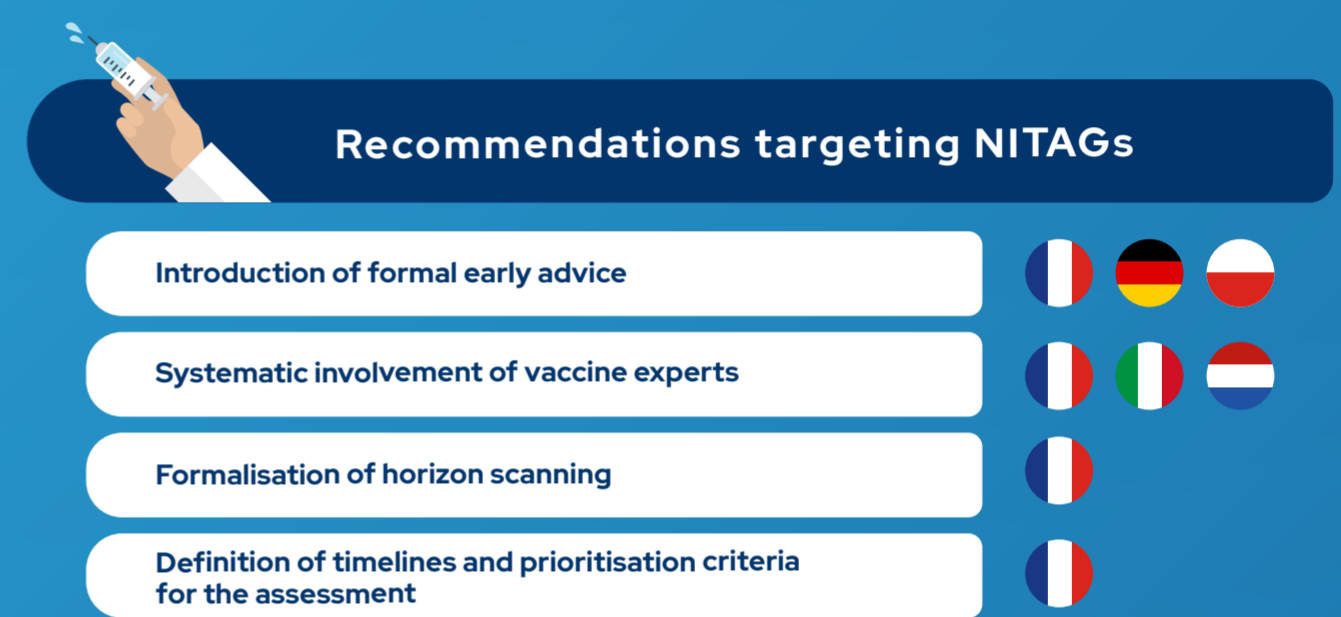 Recommendations targeting NITAGs
Introduction of formal early advice
Systematic involvement of vaccine experts
Formalisation of horizon scanning
Definition of timelines and prioritisation criteria
for the assessment